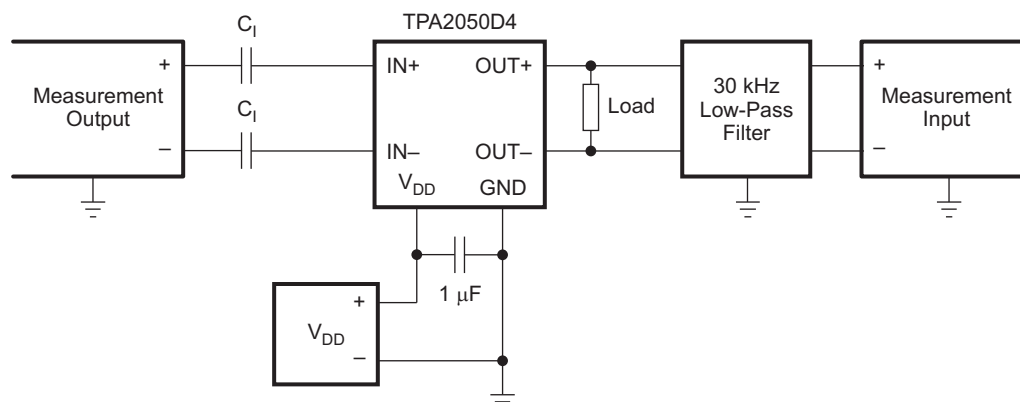 TPA2050D4
C_I
+
IN+
OUT+
+
Measurement
Output
C_I
Load
30 kHz
Low-Pass
Filter
Measurement
Input
–
IN–
OUT–
–
V_DD
GND
1 μF
+
V_DD
–